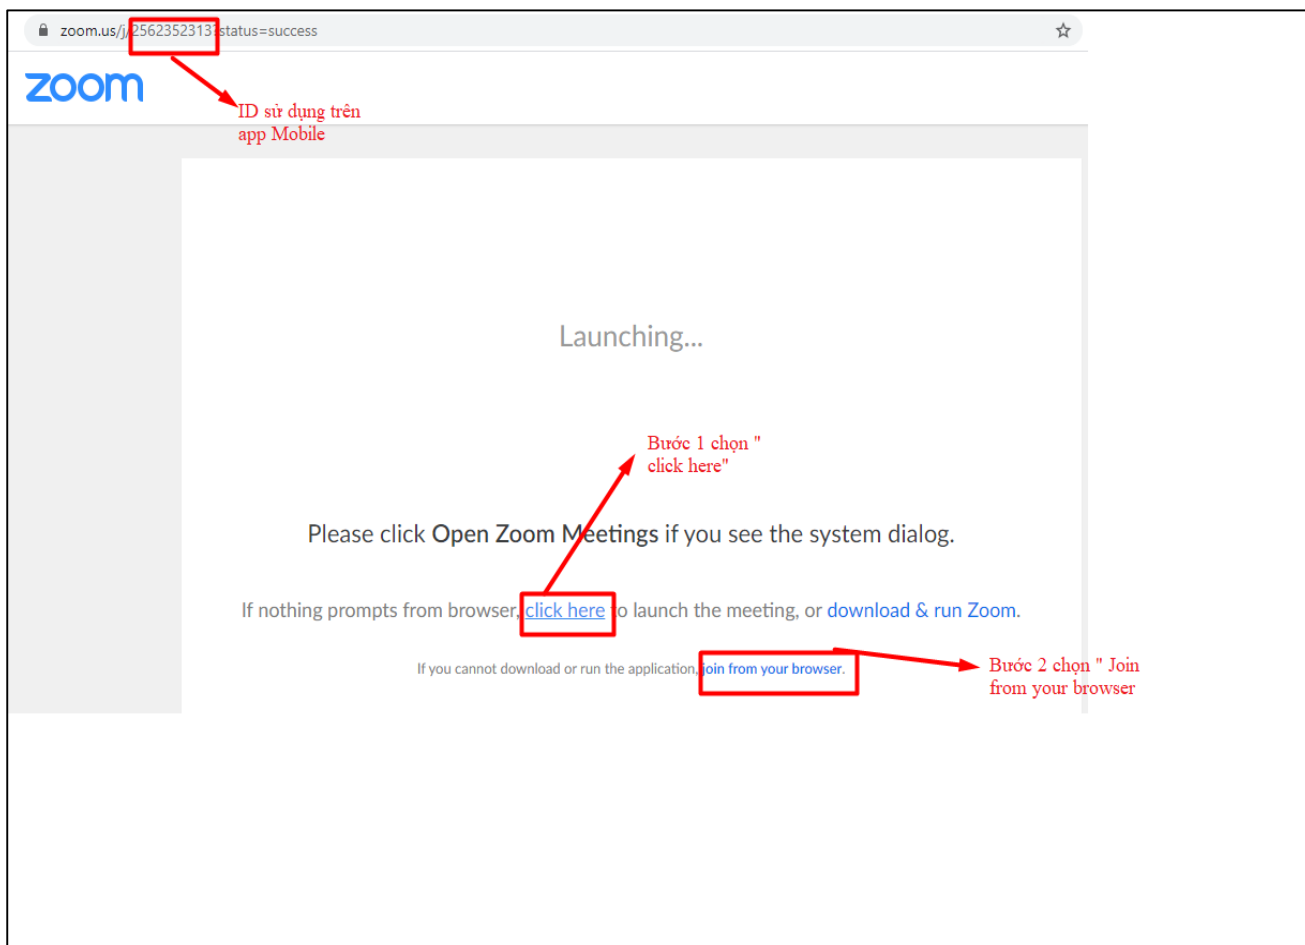 zoom.us/j/2562352313?status=success
zoom
ID sử dụng trên
app Mobile
Launching...
Bước 1 chọn "
click here"
Please click Open Zoom Meetings if you see the system dialog.
If nothing prompts from browser, click here to launch the meeting, or download & run Zoom.
If you cannot download or run the application, join from your browser.
Bước 2 chọn " Join
from your browser